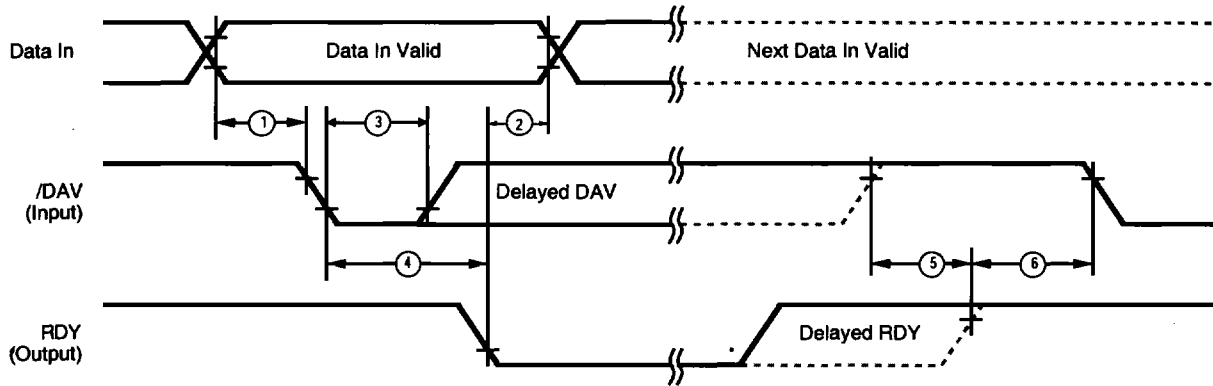 Data In
Data In Valid
Next Data In Valid
1
3
2
/DAV
(Input)
Delayed DAV
4
5
6
RDY
(Output)
Delayed RDY